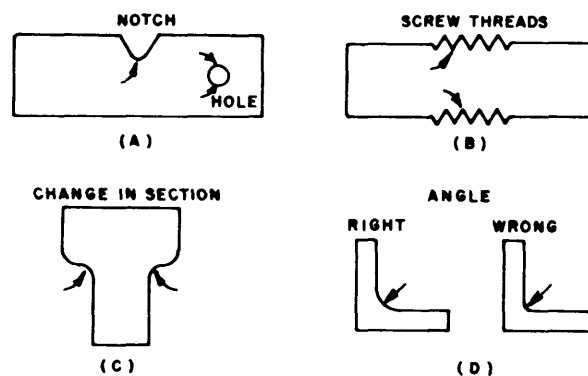 NOTCH
HOLE
(A)
SCREW THREADS
(B)
CHANGE IN SECTION
(C)
ANGLE
RIGHT WRONG
(D)